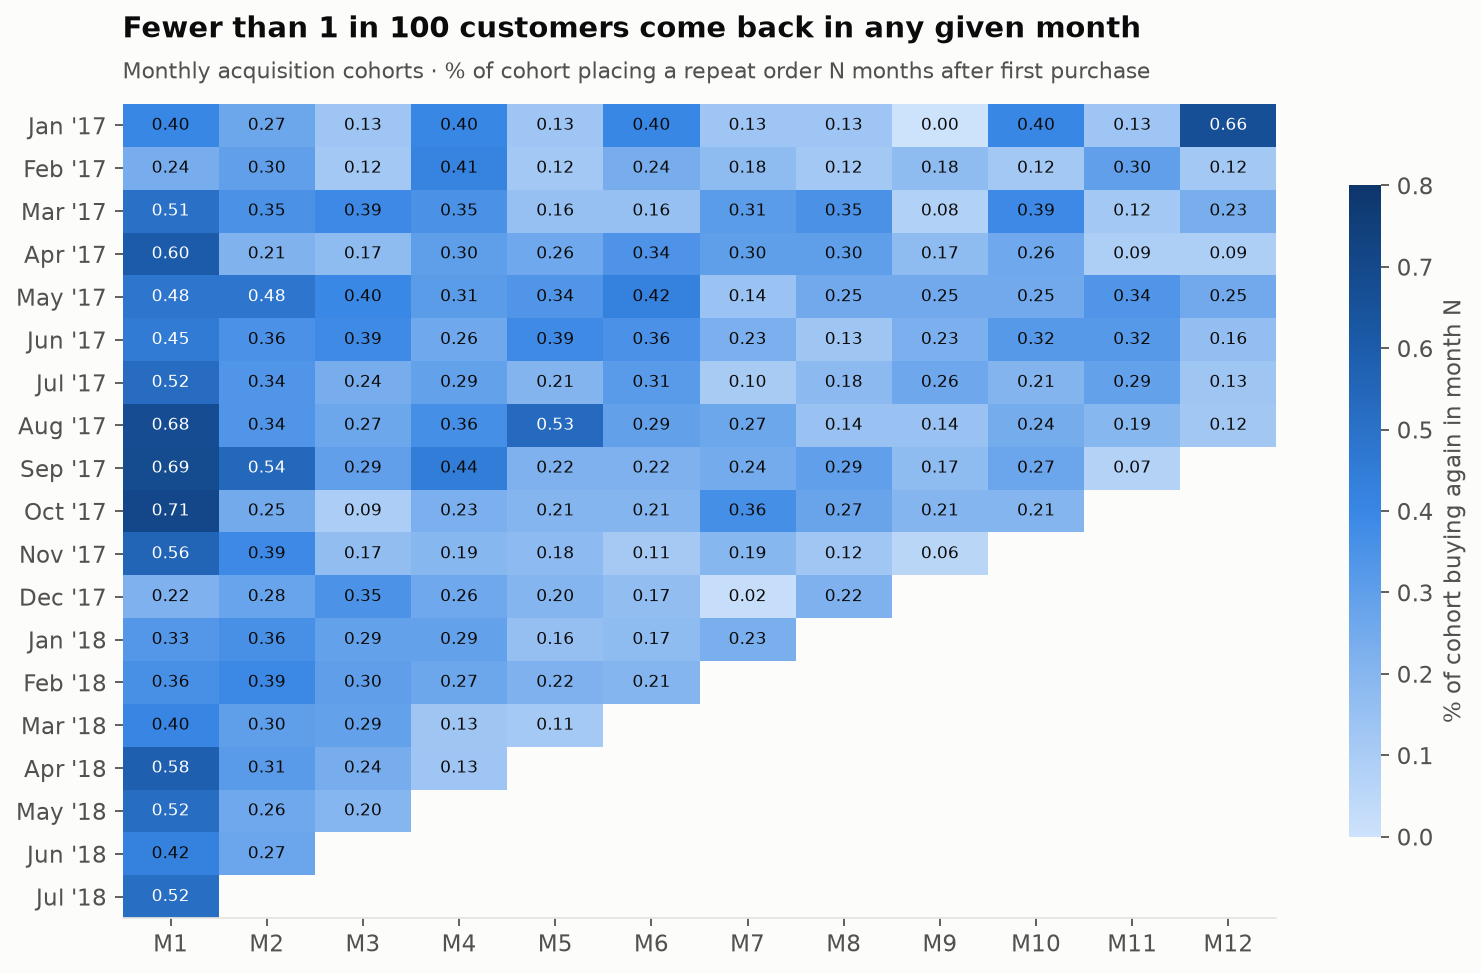 Fewer than 1 in 100 customers come back in any given month
Monthly acquisition cohorts · % of cohort placing a repeat order N months after first purchase
Jan '17 0.40 0.27 0.13 0.40 0.13 0.40 0.13 0.13 0.00 0.40 0.13 0.66
Feb '17 0.24 0.30 0.12 0.41 0.12 0.24 0.18 0.12 0.18 0.12 0.30 0.12
Mar '17 0.51 0.35 0.39 0.35 0.16 0.16 0.31 0.35 0.08 0.39 0.12 0.23
Apr '17 0.60 0.21 0.17 0.30 0.26 0.34 0.30 0.30 0.17 0.26 0.09 0.09
May '17 0.48 0.48 0.40 0.31 0.34 0.42 0.14 0.25 0.25 0.25 0.34 0.25
Jun '17 0.45 0.36 0.39 0.26 0.39 0.36 0.23 0.13 0.23 0.32 0.32 0.16
Jul '17 0.52 0.34 0.24 0.29 0.21 0.31 0.10 0.18 0.26 0.21 0.29 0.13
Aug '17 0.68 0.34 0.27 0.36 0.53 0.29 0.27 0.14 0.14 0.24 0.19 0.12
Sep '17 0.69 0.54 0.29 0.44 0.22 0.22 0.24 0.29 0.17 0.27 0.07
Oct '17 0.71 0.25 0.09 0.23 0.21 0.21 0.36 0.27 0.21 0.21
Nov '17 0.56 0.39 0.17 0.19 0.18 0.11 0.19 0.12 0.06
Dec '17 0.22 0.28 0.35 0.26 0.20 0.17 0.02 0.22
Jan '18 0.33 0.36 0.29 0.29 0.16 0.17 0.23
Feb '18 0.36 0.39 0.30 0.27 0.22 0.21
Mar '18 0.40 0.30 0.29 0.13 0.11
Apr '18 0.58 0.31 0.24 0.13
May '18 0.52 0.26 0.20
Jun '18 0.42 0.27
Jul '18 0.52
M1 M2 M3 M4 M5 M6 M7 M8 M9 M10 M11 M12
0.8
0.7
0.6
0.5
0.4
0.3
0.2
0.1
0.0
% of cohort buying again in month N